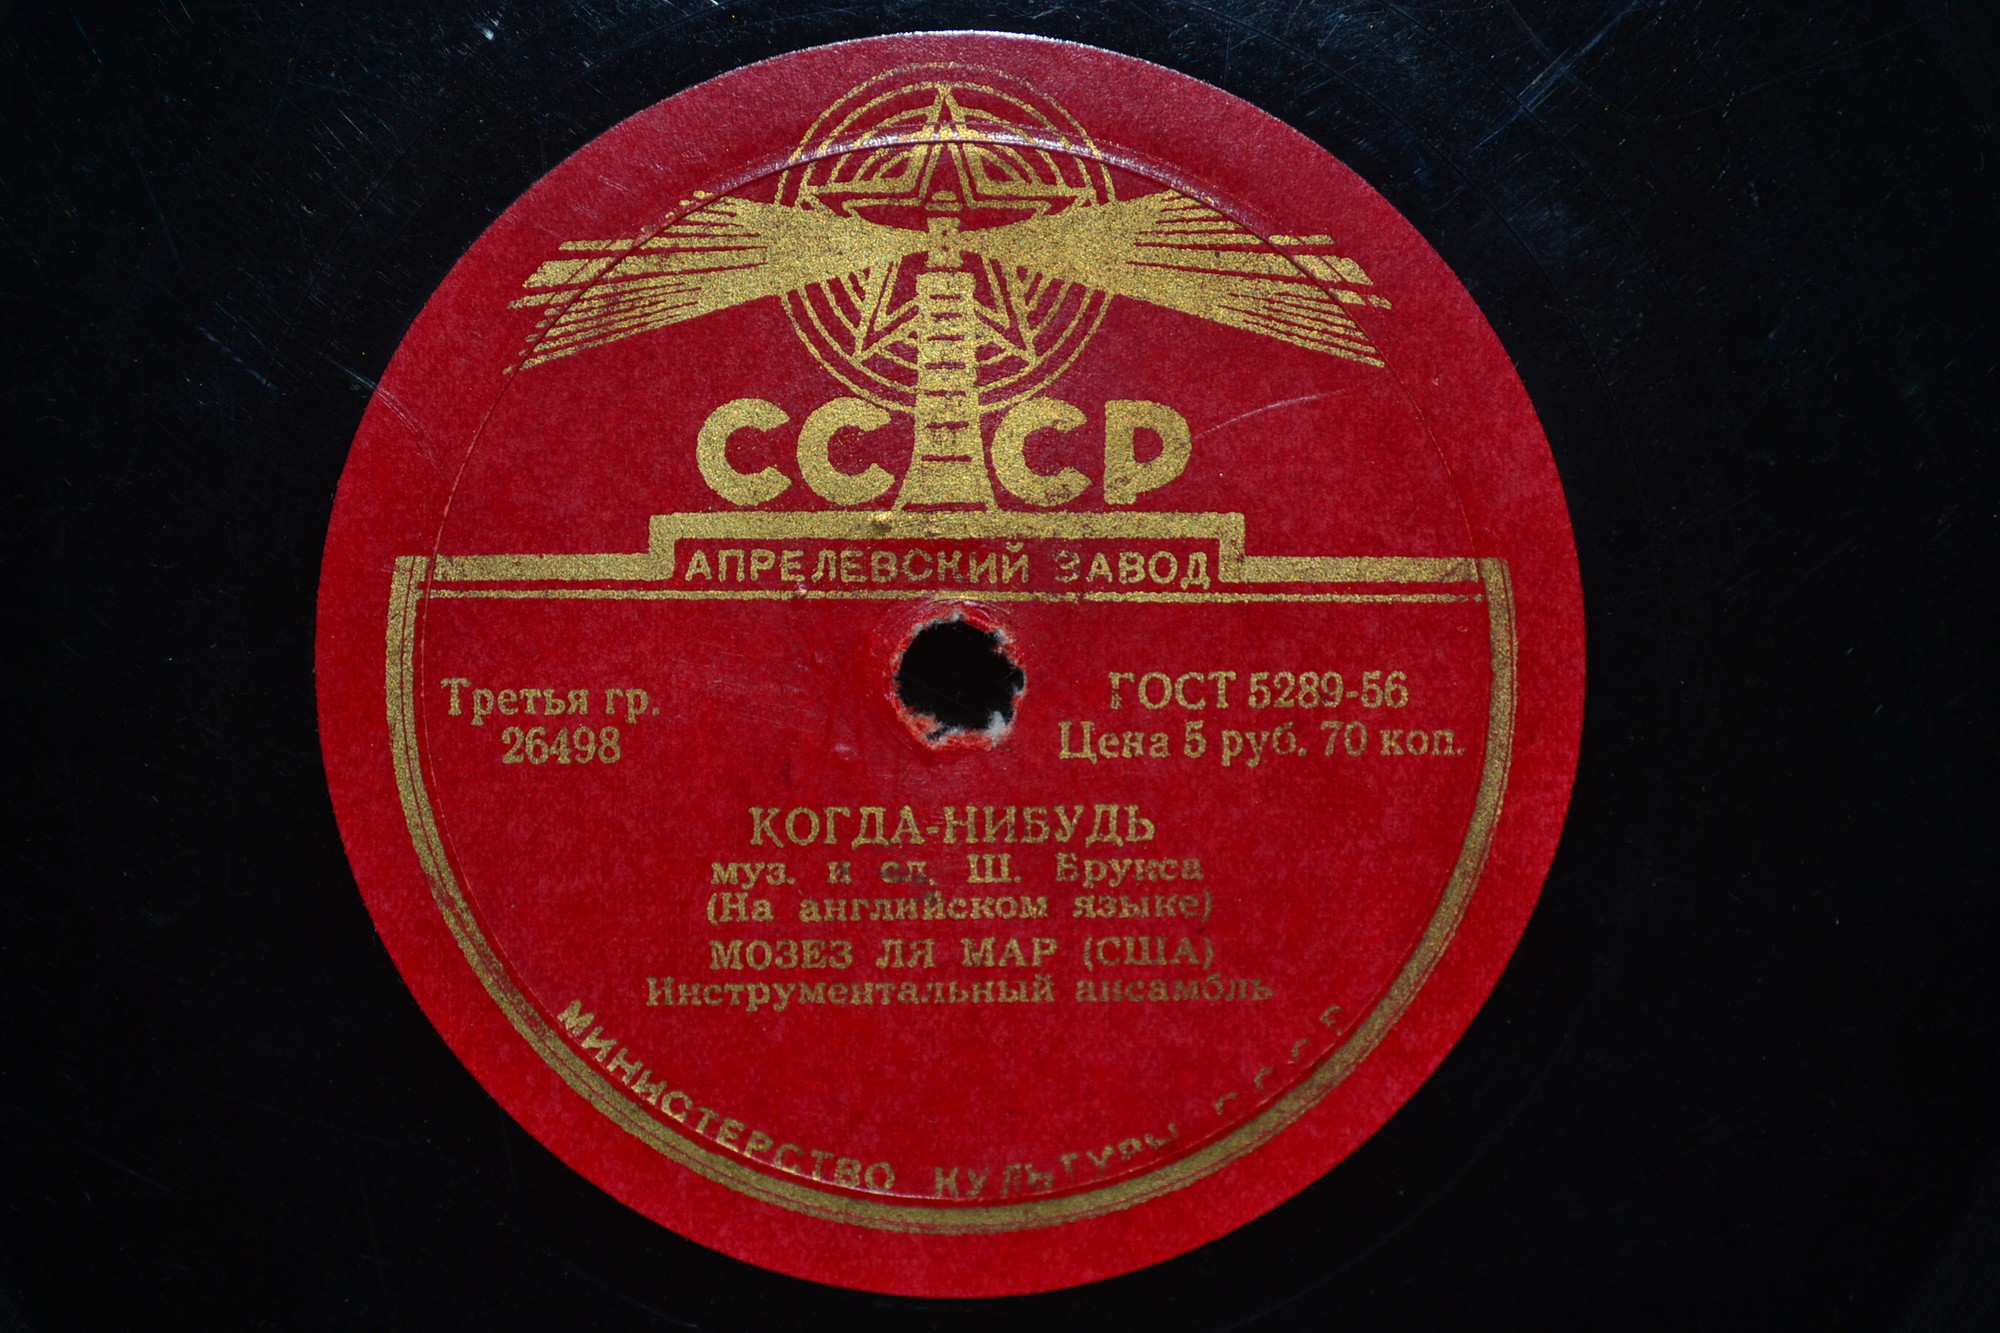 СССР
АПРЕЛЕВСКИЙ ЗАВОД
Третья гр.
26498
ГОСТ 5289-56
Цена 5 руб. 70 коп.
КОГДА-НИБУДЬ
муз. и сл. Ш. Брукса
(На английском языке)
МОЗЕЗ ЛЯ МАР (США)
Инструментальный ансамбль
МИНИСТЕРСТВО КУЛЬТУРЫ СССР